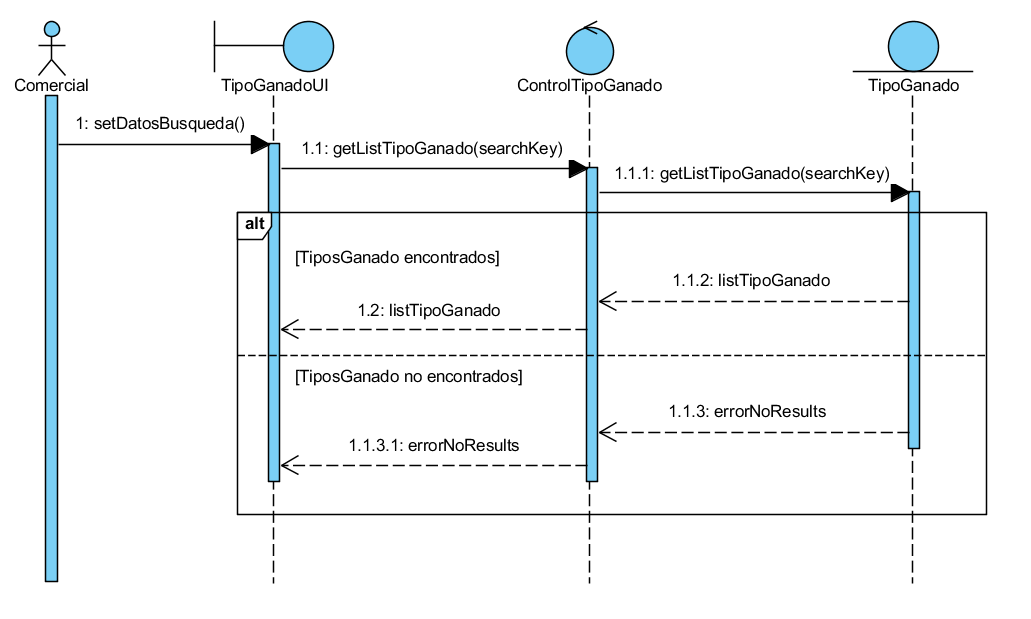 Comercial
TipoGanadoUI
ControlTipoGanado
TipoGanado
1: setDatosBusqueda()
1.1: getListTipoGanado(searchKey)
1.1.1: getListTipoGanado(searchKey)
alt
[TiposGanado encontrados]
1.1.2: listTipoGanado
1.2: listTipoGanado
[TiposGanado no encontrados]
1.1.3: errorNoResults
1.1.3.1: errorNoResults